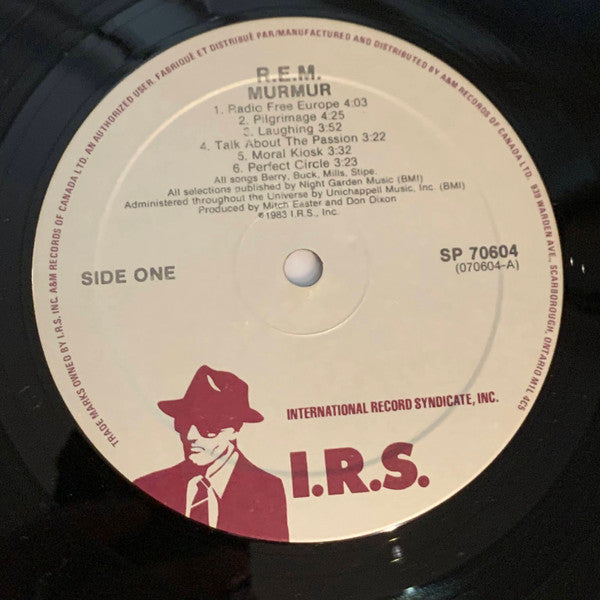 TRADE MARKS OWNED BY I.R.S. INC. A&M RECORDS OF CANADA LTD. AN AUTHORIZED USER. FABRIQUÉ ET DISTRIBUÉ PAR/MANUFACTURED AND DISTRIBUTED BY A&M RECORDS OF CANADA LTD. 939 WARDEN AVE., SCARBOROUGH, ONTARIO M1L 4C5
R.E.M.
MURMUR
1. Radio Free Europe 4:03
2. Pilgrimage 4:25
3. Laughing 3:52
4. Talk About The Passion 3:22
5. Moral Kiosk 3:32
6. Perfect Circle 3:23
All songs Berry, Buck, Mills, Stipe.
All selections published by Night Garden Music (BMI)
Administered throughout the Universe by Unichappell Music, Inc. (BMI)
Produced by Mitch Easter and Don Dixon
℗1983 I.R.S., Inc.
SIDE ONE
SP 70604
(070604-A)
INTERNATIONAL RECORD SYNDICATE, INC.
I.R.S.